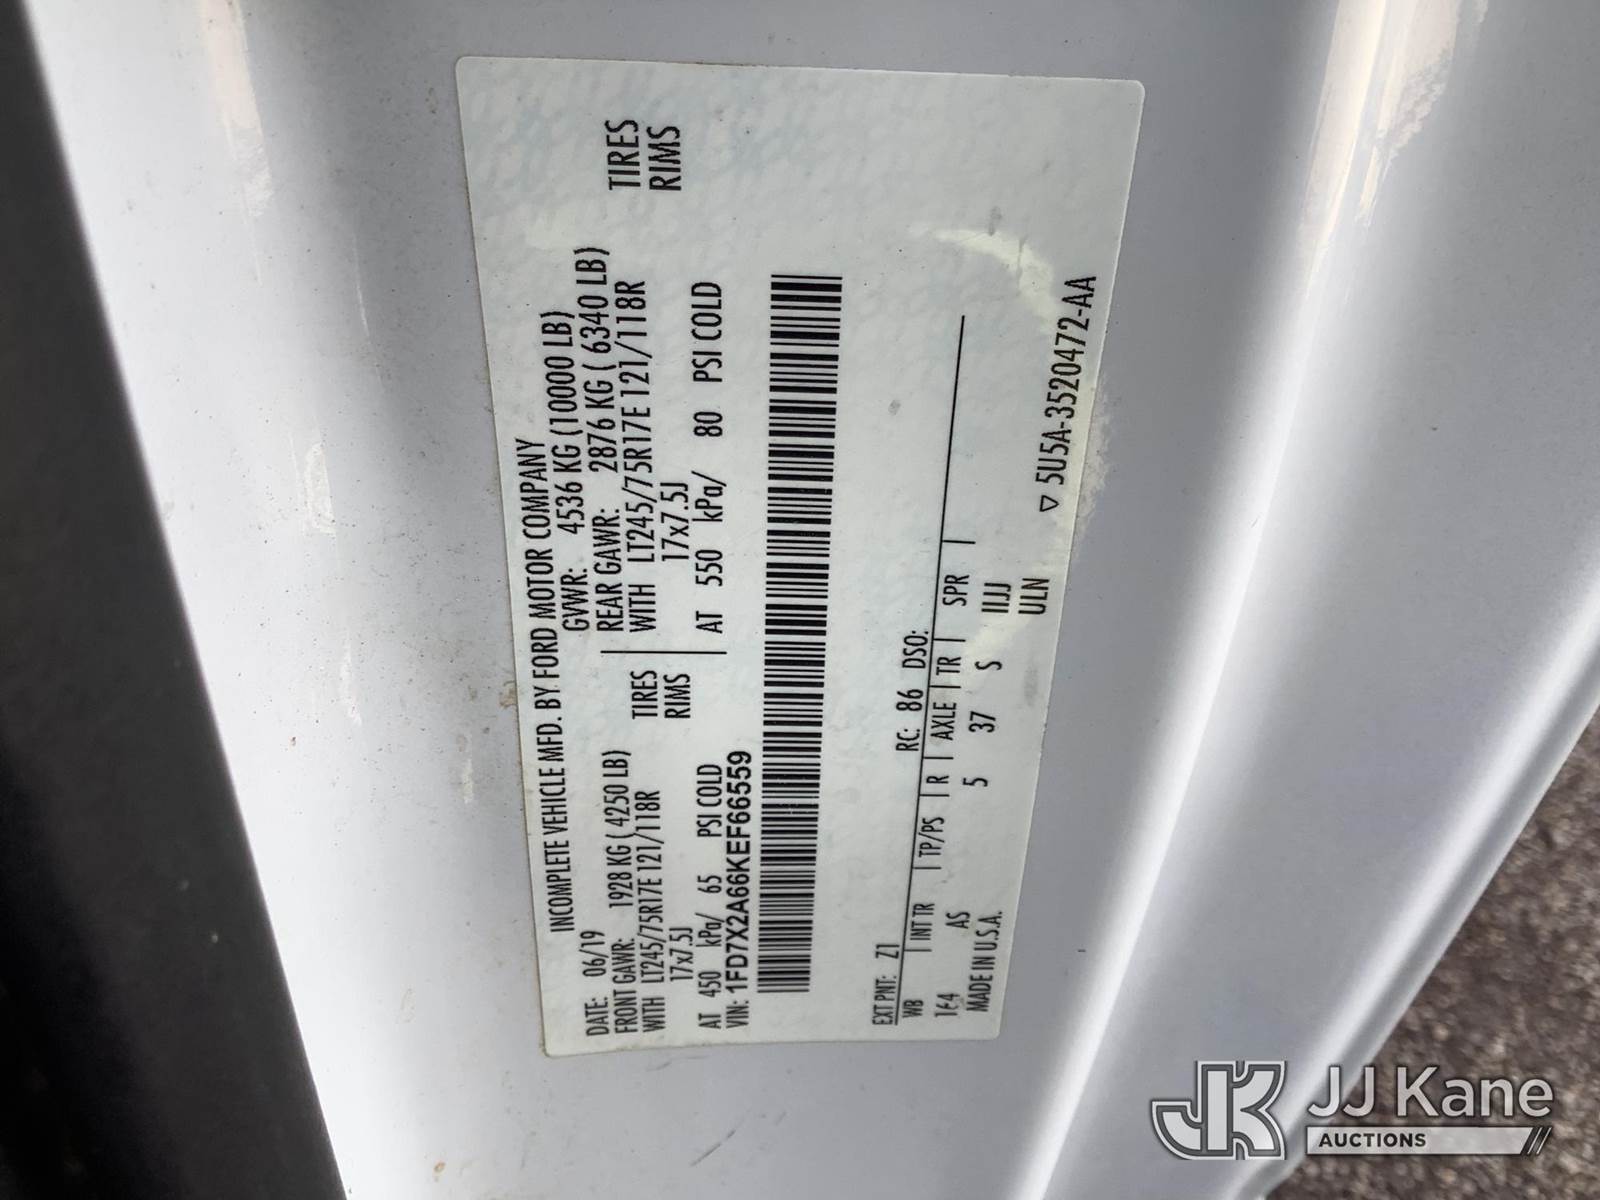 INCOMPLETE VEHICLE MFD. BY FORD MOTOR COMPANY
DATE: 06/19 GVWR: 4536 KG (10000 LB)
FRONT GAWR: 1928 KG ( 4250 LB) REAR GAWR: 2876 KG ( 6340 LB)
WITH LT245/75R17E 121/118R TIRES WITH LT245/75R17E 121/118R TIRES
17x7.5J RIMS 17x7.5J RIMS
AT 450 kPa/ 65 PSI COLD AT 550 kPa/ 80 PSI COLD
VIN: 1FD7X2A66KEF66559
EXT PNT: Z1 RC: 86 DSO:
WB INT TR TP/PS R AXLE TR SPR
164 AS 5 37 S IIJJ
MADE IN U.S.A. ULN
▽ 5U5A-3520472-AA
JK JJ Kane
AUCTIONS